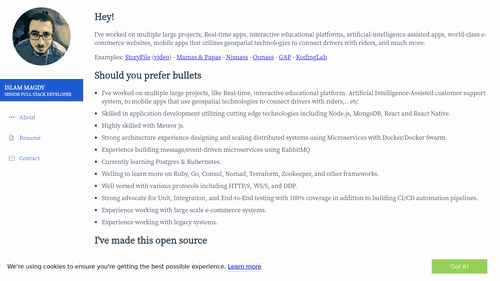 Hey!
I've worked on multiple large projects; Real-time apps, interactive educational platforms, artificial-intelligence assisted apps, world-class e-
commerce websites, mobile apps that utilizes geospatial technologies to connect drivers with riders, and much more.
Examples: StoryFile (video) - Mamas & Papas - Nisnass - Ounass - GAP - KodingLab
ISLAM MAGDY
SENIOR FULL STACK DEVELOPER
About
Resumé
Contact
Should you prefer bullets
I've worked on multiple large projects, like Real-time, interactive educational platform. Artificial Intelligence-Assisted customer support
system, to mobile apps that use geospatial technologies to connect drivers with riders,.. etc
Skilled in application development utilizing cutting edge technologies including Node.js, MongoDB, React and React Native.
Highly skilled with Meteor js.
Strong architecture experience designing and scaling distributed systems using Microservices with Docker/Docker Swarm.
Experience building message/event-driven microservices using RabbitMQ
Currently learning Postgres & Kubernetes.
Welling to learn more on Ruby, Go, Consul, Nomad, Terraform, Zookeeper, and other frameworks.
Well versed with various protocols including HTTP/S, WS/S, and DDP.
Strong advocate for Unit, Integration, and End-to-End testing with 100% coverage in addition to building CI/CD automation pipelines.
Experience working with large scale e-commerce systems.
Experience working with legacy systems.
I've made this open source
We're using cookies to ensure you're getting the best possible experience. Learn more
Got it!